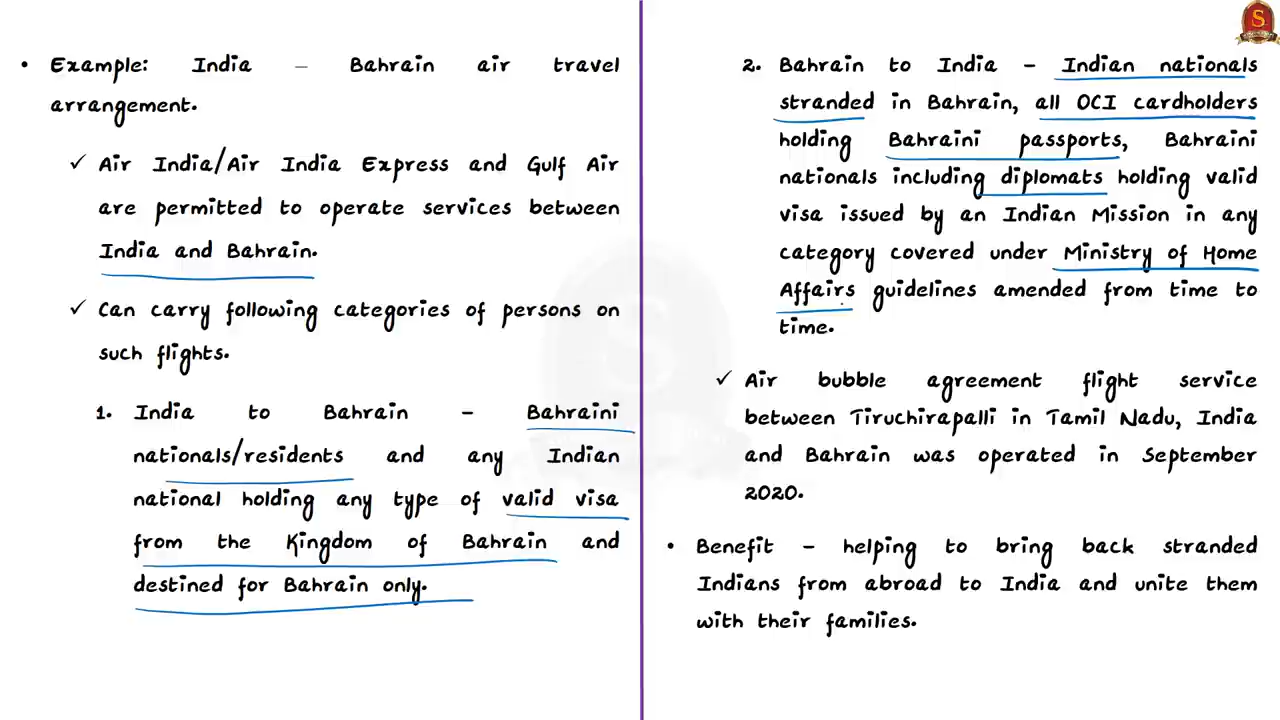 • Example: India – Bahrain air travel
arrangement.
✓ Air India/Air India Express and Gulf Air
are permitted to operate services between
India and Bahrain.
✓ Can carry following categories of persons on
such flights.
1. India to Bahrain – Bahraini
nationals/residents and any Indian
national holding any type of valid visa
from the Kingdom of Bahrain and
destined for Bahrain only.
2. Bahrain to India – Indian nationals
stranded in Bahrain, all OCI cardholders
holding Bahraini passports, Bahraini
nationals including diplomats holding valid
visa issued by an Indian Mission in any
category covered under Ministry of Home
Affairs guidelines amended from time to
time.
✓ Air bubble agreement flight service
between Tiruchirapalli in Tamil Nadu, India
and Bahrain was operated in September
2020.
• Benefit – helping to bring back stranded
Indians from abroad to India and unite them
with their families.